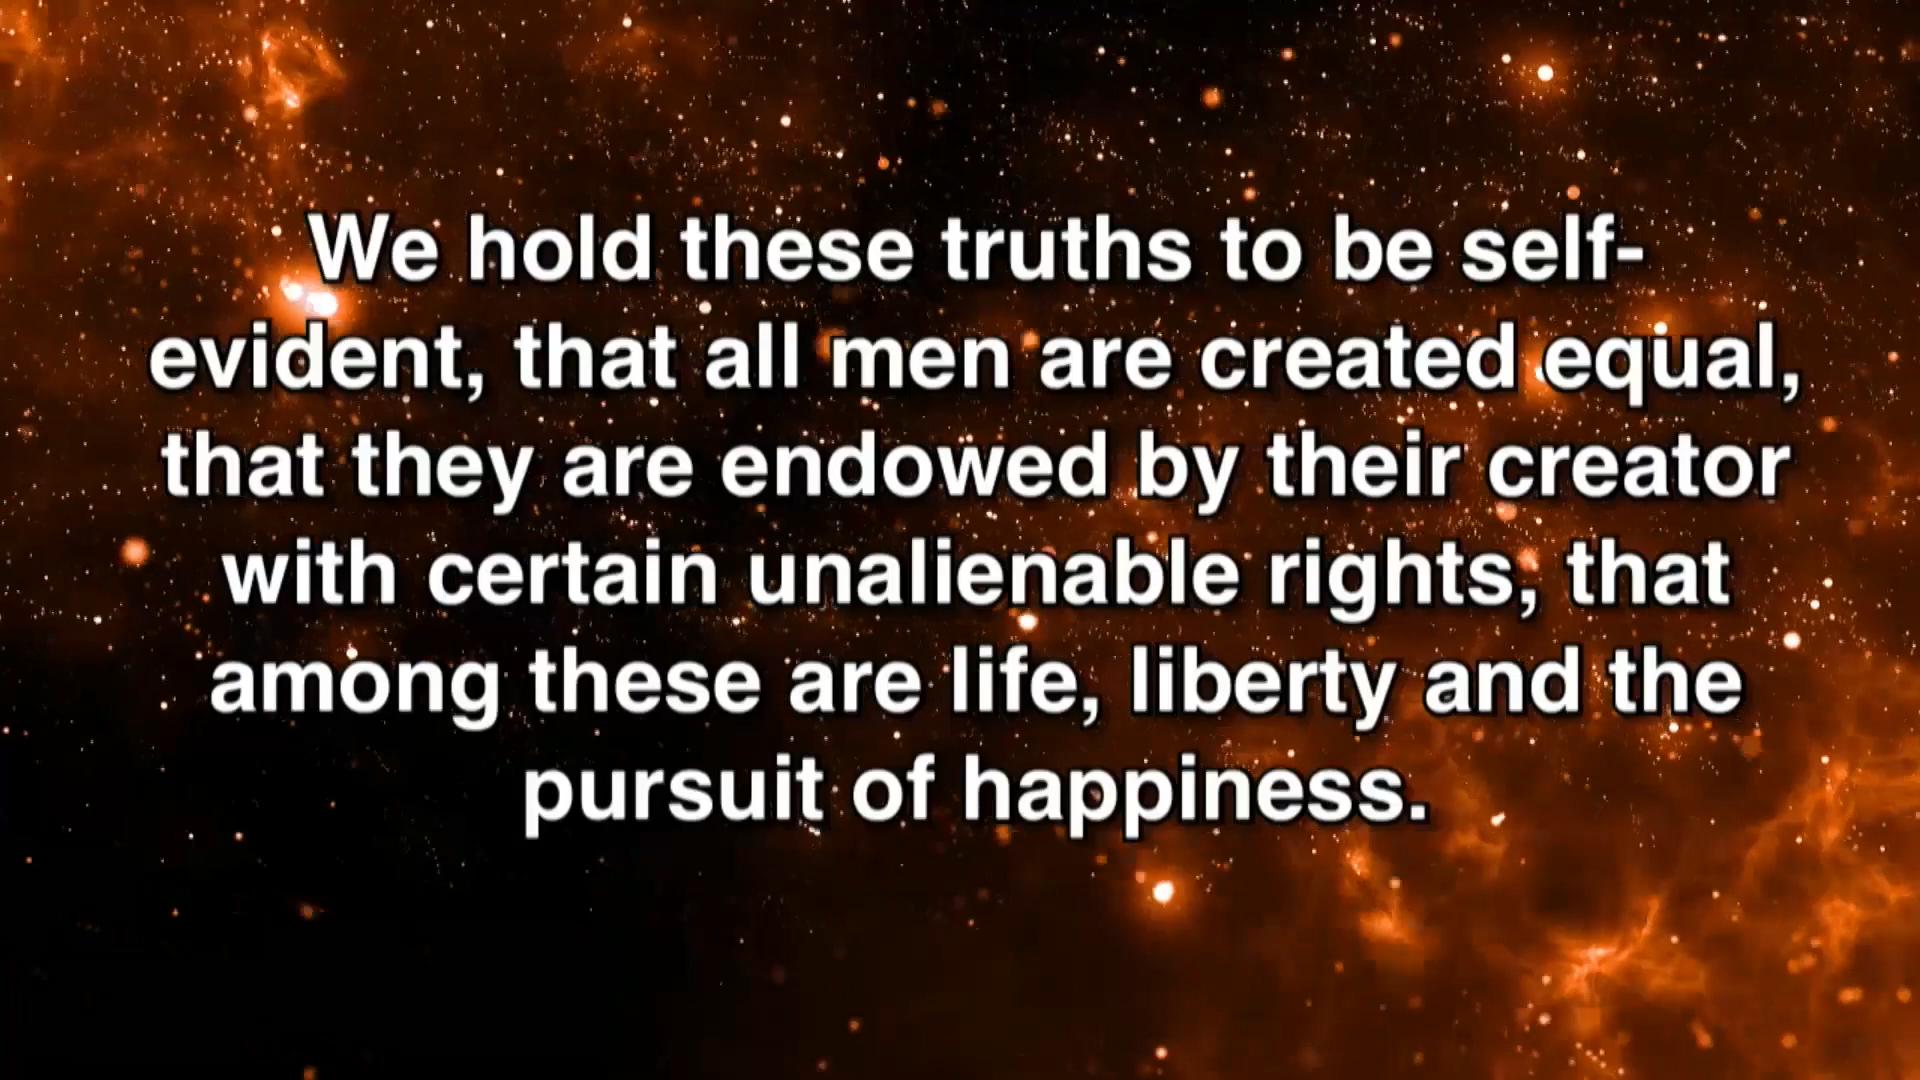 We hold these truths to be self-
evident, that all men are created equal,
that they are endowed by their creator
with certain unalienable rights, that
among these are life, liberty and the
pursuit of happiness.